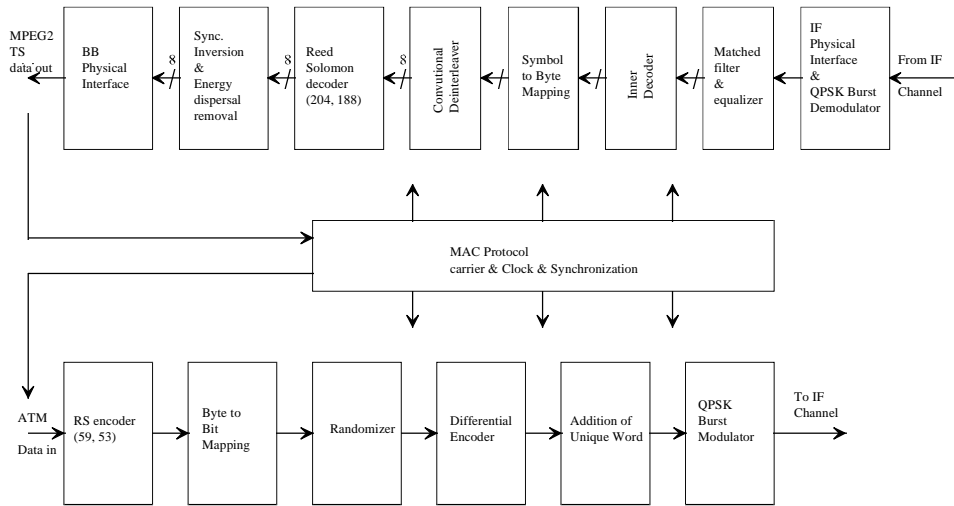 MPEG2
TS
data out
BB
Physical
Interface
8
Sync.
Inversion
&
Energy
dispersal
removal
8
Reed
Solomon
decoder
(204, 188)
8
Convutional
Deinterleaver
Symbol
to Byte
Mapping
Inner
Decoder
Matched
filter
&
equalizer
IF
Physical
Interface
&
QPSK Burst
Demodulator
From IF
Channel
MAC Protocol
carrier & Clock & Synchronization
ATM
Data in
RS encoder
(59, 53)
Byte to
Bit
Mapping
Randomizer
Differential
Encoder
Addition of
Unique Word
QPSK
Burst
Modulator
To IF
Channel